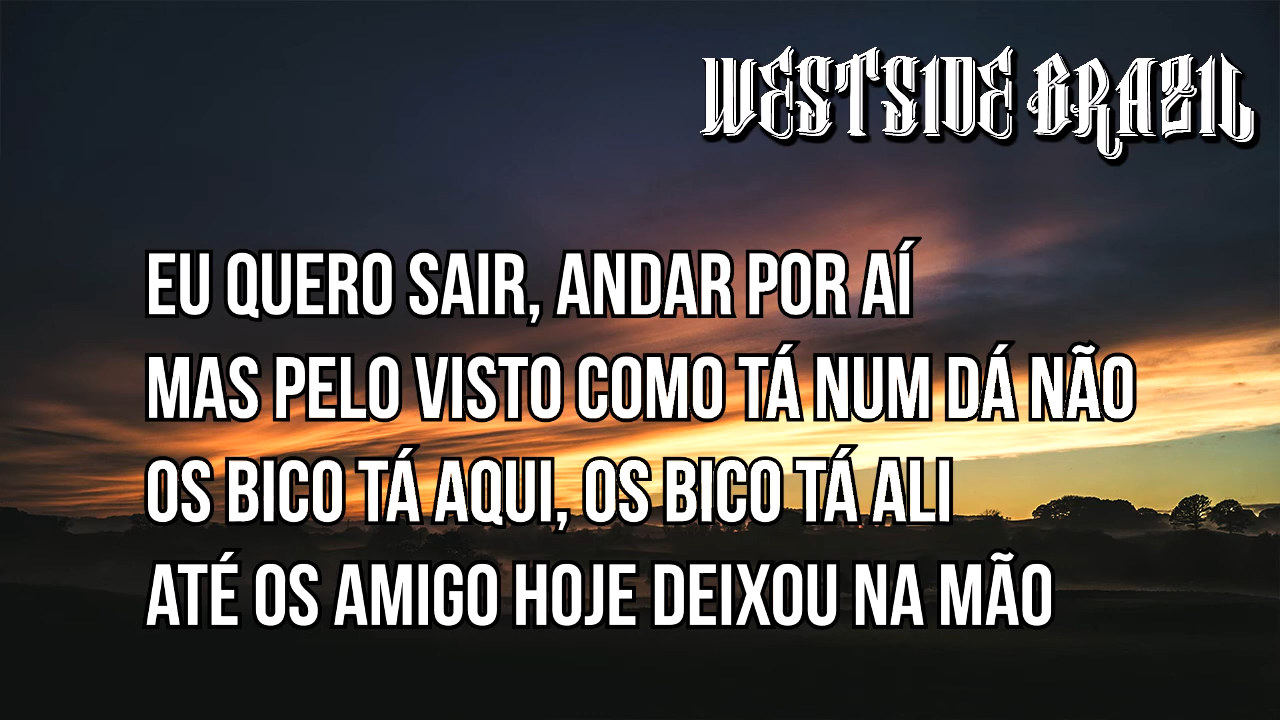 WESTSIDE BRAZIL
EU QUERO SAIR, ANDAR POR AÍ
MAS PELO VISTO COMO TÁ NUM DÁ NÃO
OS BICO TÁ AQUI, OS BICO TÁ ALI
ATÉ OS AMIGO HOJE DEIXOU NA MÃO